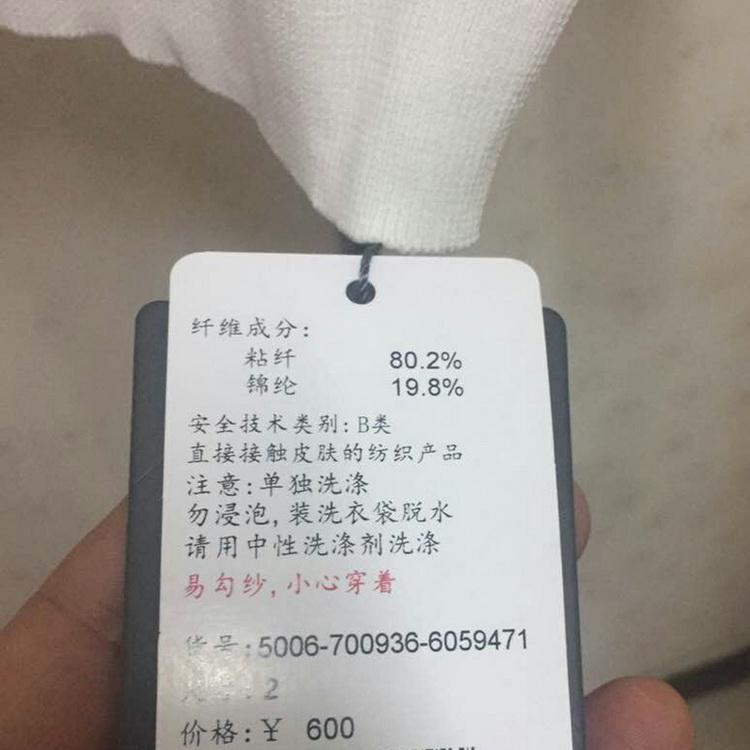 纤维成分:
粘纤 80.2%
锦纶 19.8%
安全技术类别:B类
直接接触皮肤的纺织产品
注意:单独洗涤
勿浸泡,装洗衣袋脱水
请用中性洗涤剂洗涤
易勾纱,小心穿着
货号:5006-700936-6059471
2
价格:¥ 600